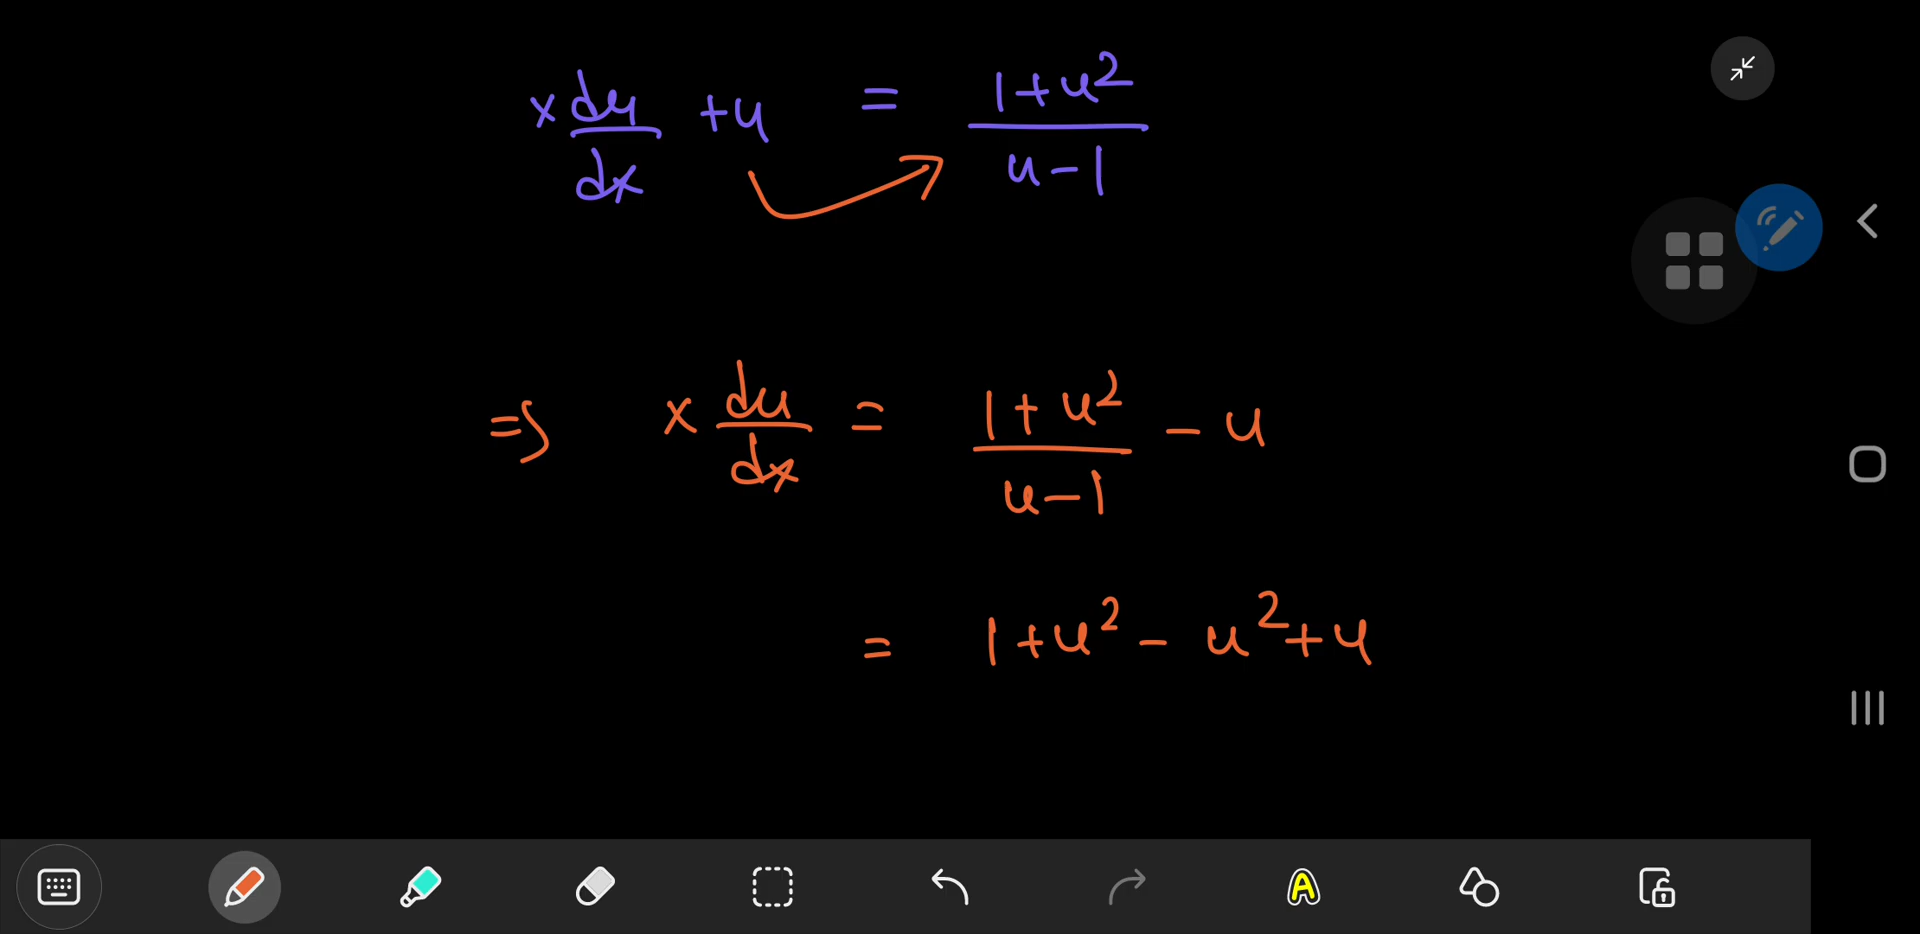 x du/dx + u = (1+u²)/(u-1)
⇒ x du/dx = (1+u²)/(u-1) - u
= 1+u² - u² + u
A